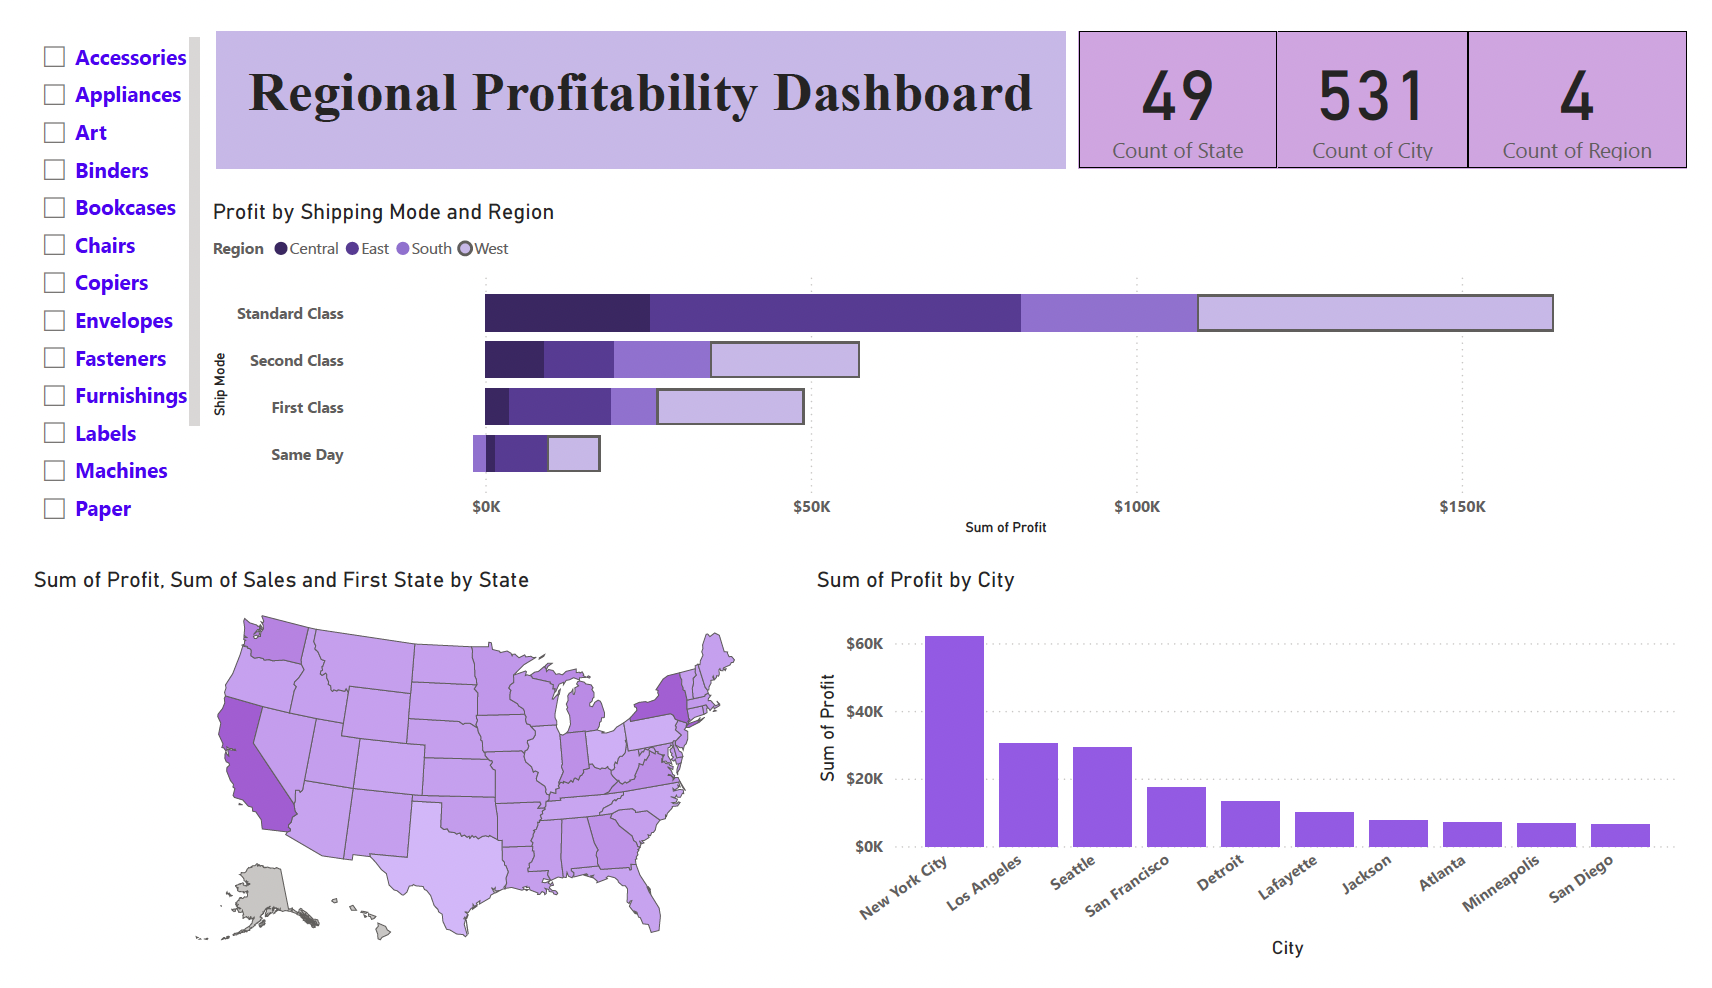 Accessories
Appliances
Art
Binders
Bookcases
Chairs
Copiers
Envelopes
Fasteners
Furnishings
Labels
Machines
Paper
Regional Profitability Dashboard
49
Count of State
531
Count of City
4
Count of Region
Profit by Shipping Mode and Region
Region Central East South West
Ship Mode
Standard Class
Second Class
First Class
Same Day
$0K $50K $100K $150K
Sum of Profit
Sum of Profit, Sum of Sales and First State by State
Sum of Profit by City
Sum of Profit
$60K
$40K
$20K
$0K
New York City
Los Angeles
Seattle
San Francisco
Detroit
Lafayette
Jackson
Atlanta
Minneapolis
San Diego
City